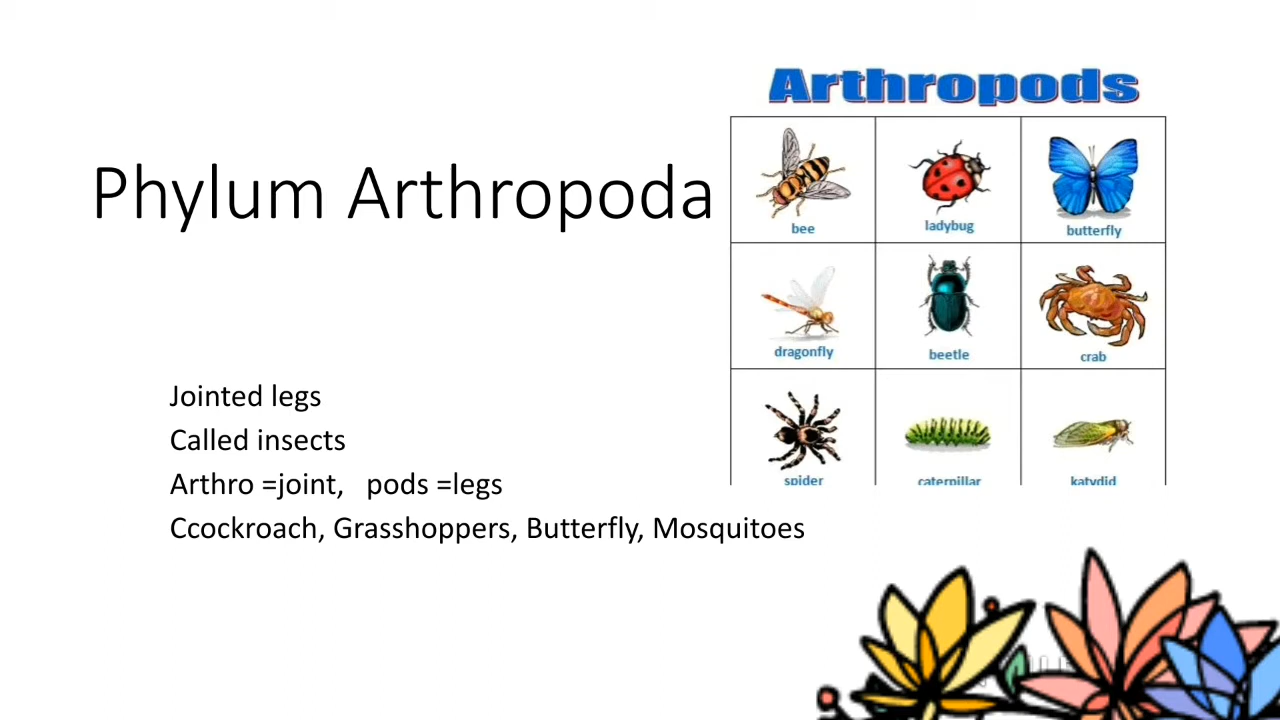 Arthropods
Phylum Arthropoda
bee
ladybug
butterfly
dragonfly
beetle
crab
spider
caterpillar
katydid
Jointed legs
Called insects
Arthro =joint,   pods =legs
Ccockroach, Grasshoppers, Butterfly, Mosquitoes